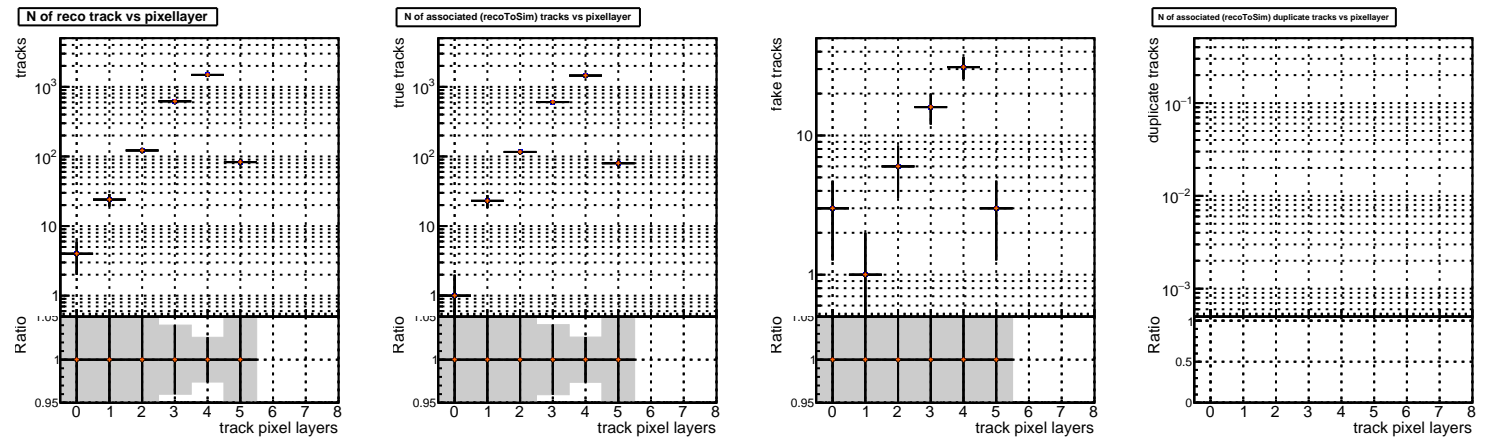 N of reco track vs pixellayer
tracks
10³
10²
10
1
Ratio
1.05
1
0.95
0 1 2 3 4 5 6 7 8
track pixel layers
N of associated (recoToSim) tracks vs pixellayer
true tracks
10³
10²
10
1
Ratio
1.05
1
0.95
0 1 2 3 4 5 6 7 8
track pixel layers
fake tracks
10
1
Ratio
1.05
1
0.95
0 1 2 3 4 5 6 7 8
track pixel layers
N of associated (recoToSim) duplicate tracks vs pixellayer
duplicate tracks
10⁻¹
10⁻²
10⁻³
Ratio
1
0.5
0
0 1 2 3 4 5 6 7 8
track pixel layers